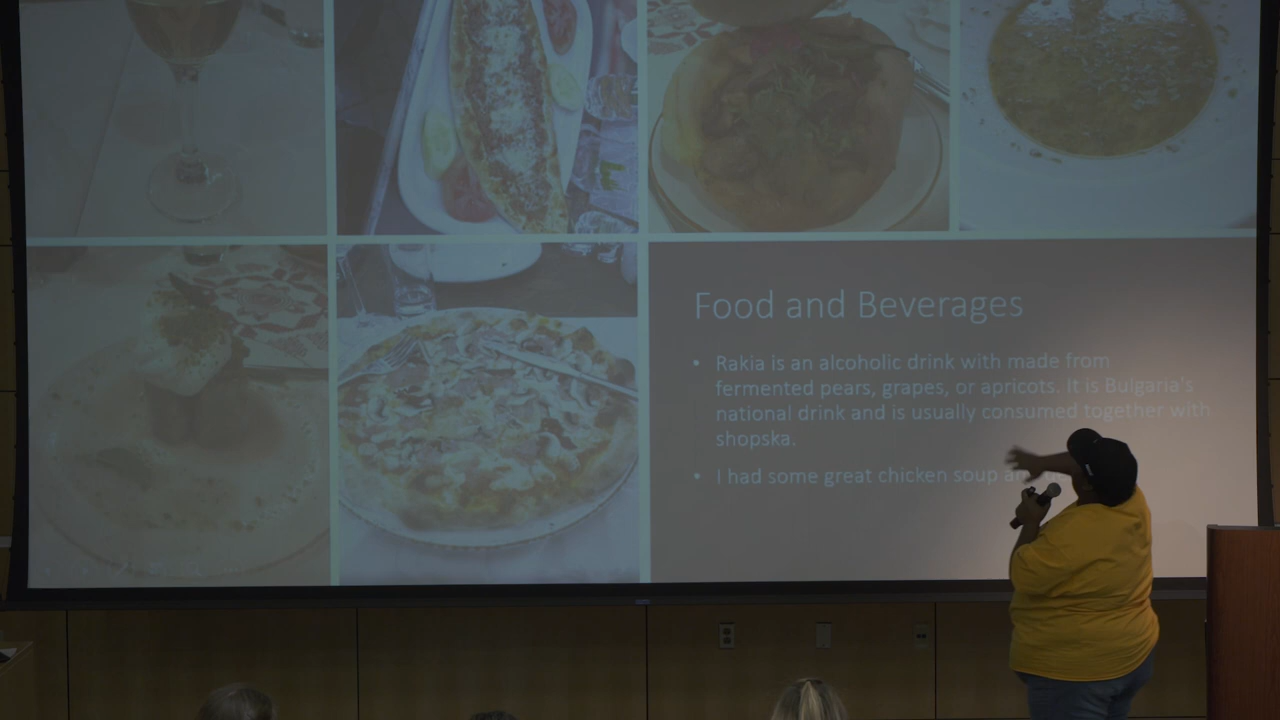 Food and Beverages
• Rakia is an alcoholic drink with made from
fermented pears, grapes, or apricots. It is Bulgaria's
national drink and is usually consumed together with
shopska.
• I had some great chicken soup